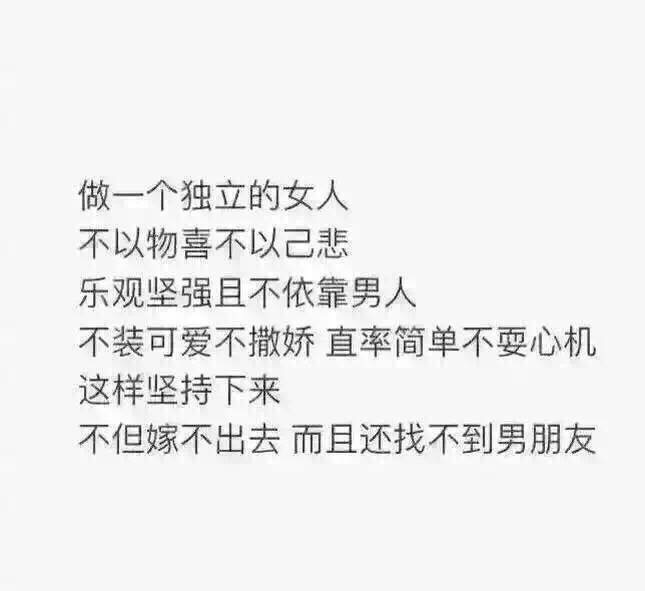 做一个独立的女人
不以物喜不以己悲
乐观坚强且不依靠男人
不装可爱不撒娇 直率简单不耍心机
这样坚持下来
不但嫁不出去 而且还找不到男朋友